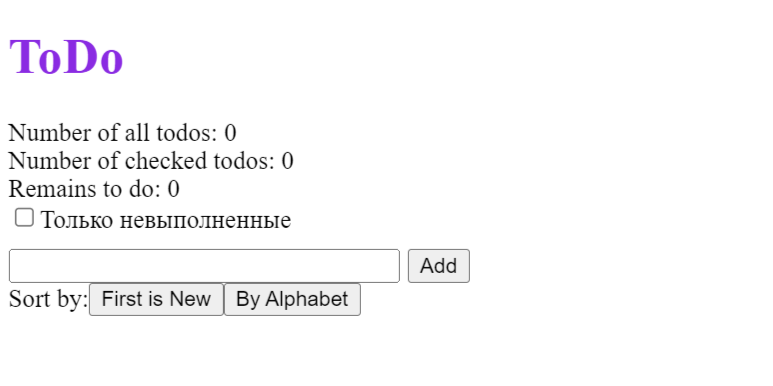 ToDo
Number of all todos: 0
Number of checked todos: 0
Remains to do: 0
Только невыполненные
Add
Sort by: First is New By Alphabet